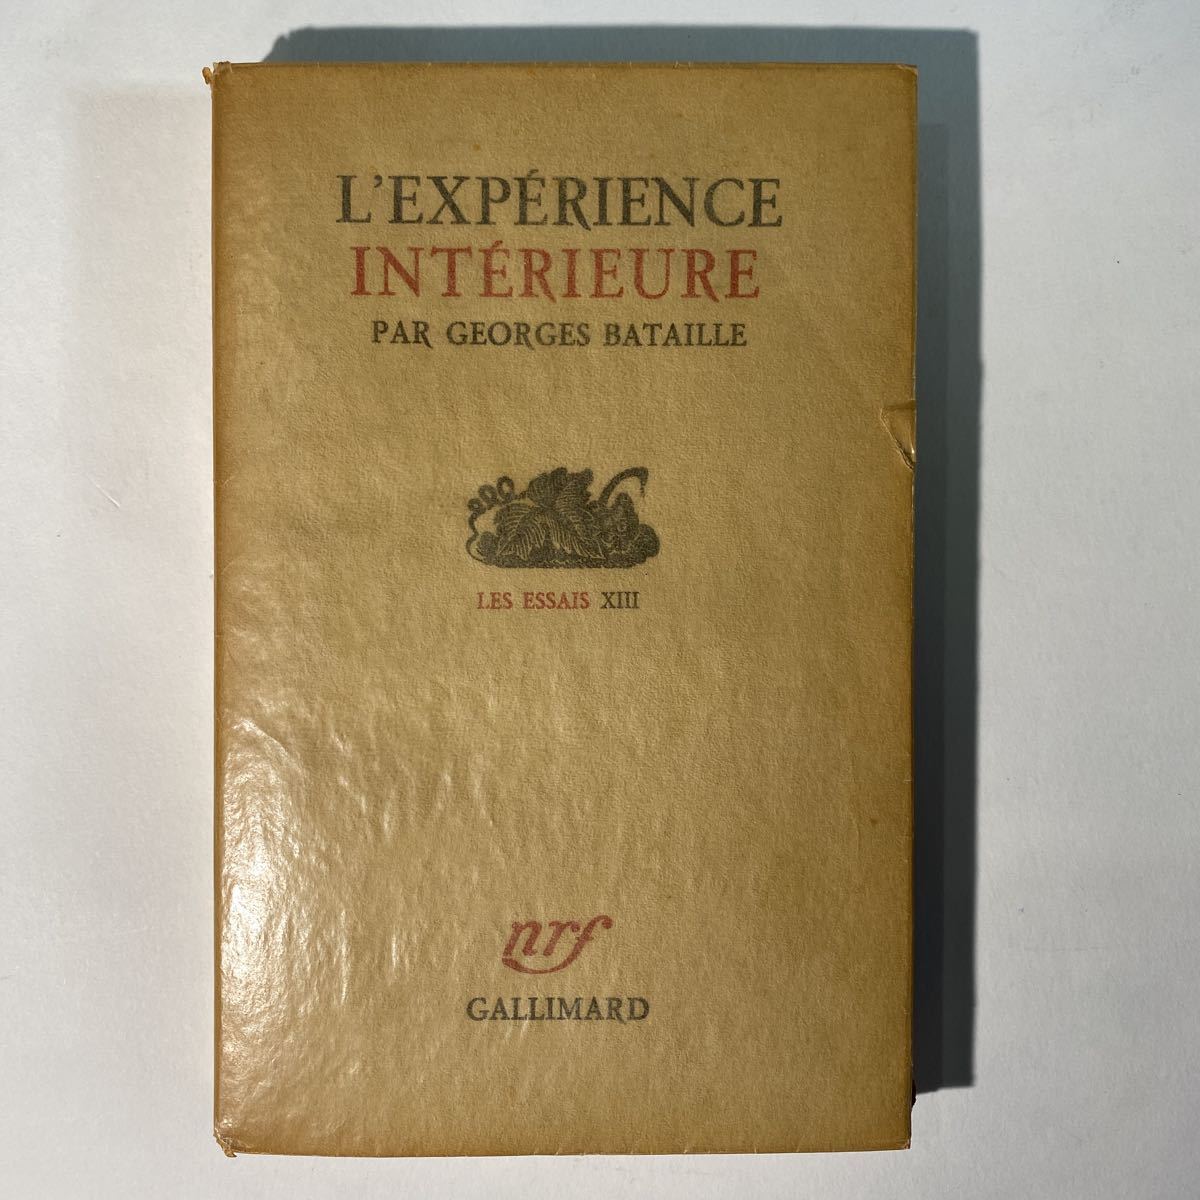 L'EXPÉRIENCE
INTÉRIEURE
PAR GEORGES BATAILLE
LES ESSAIS XIII
nrf
GALLIMARD